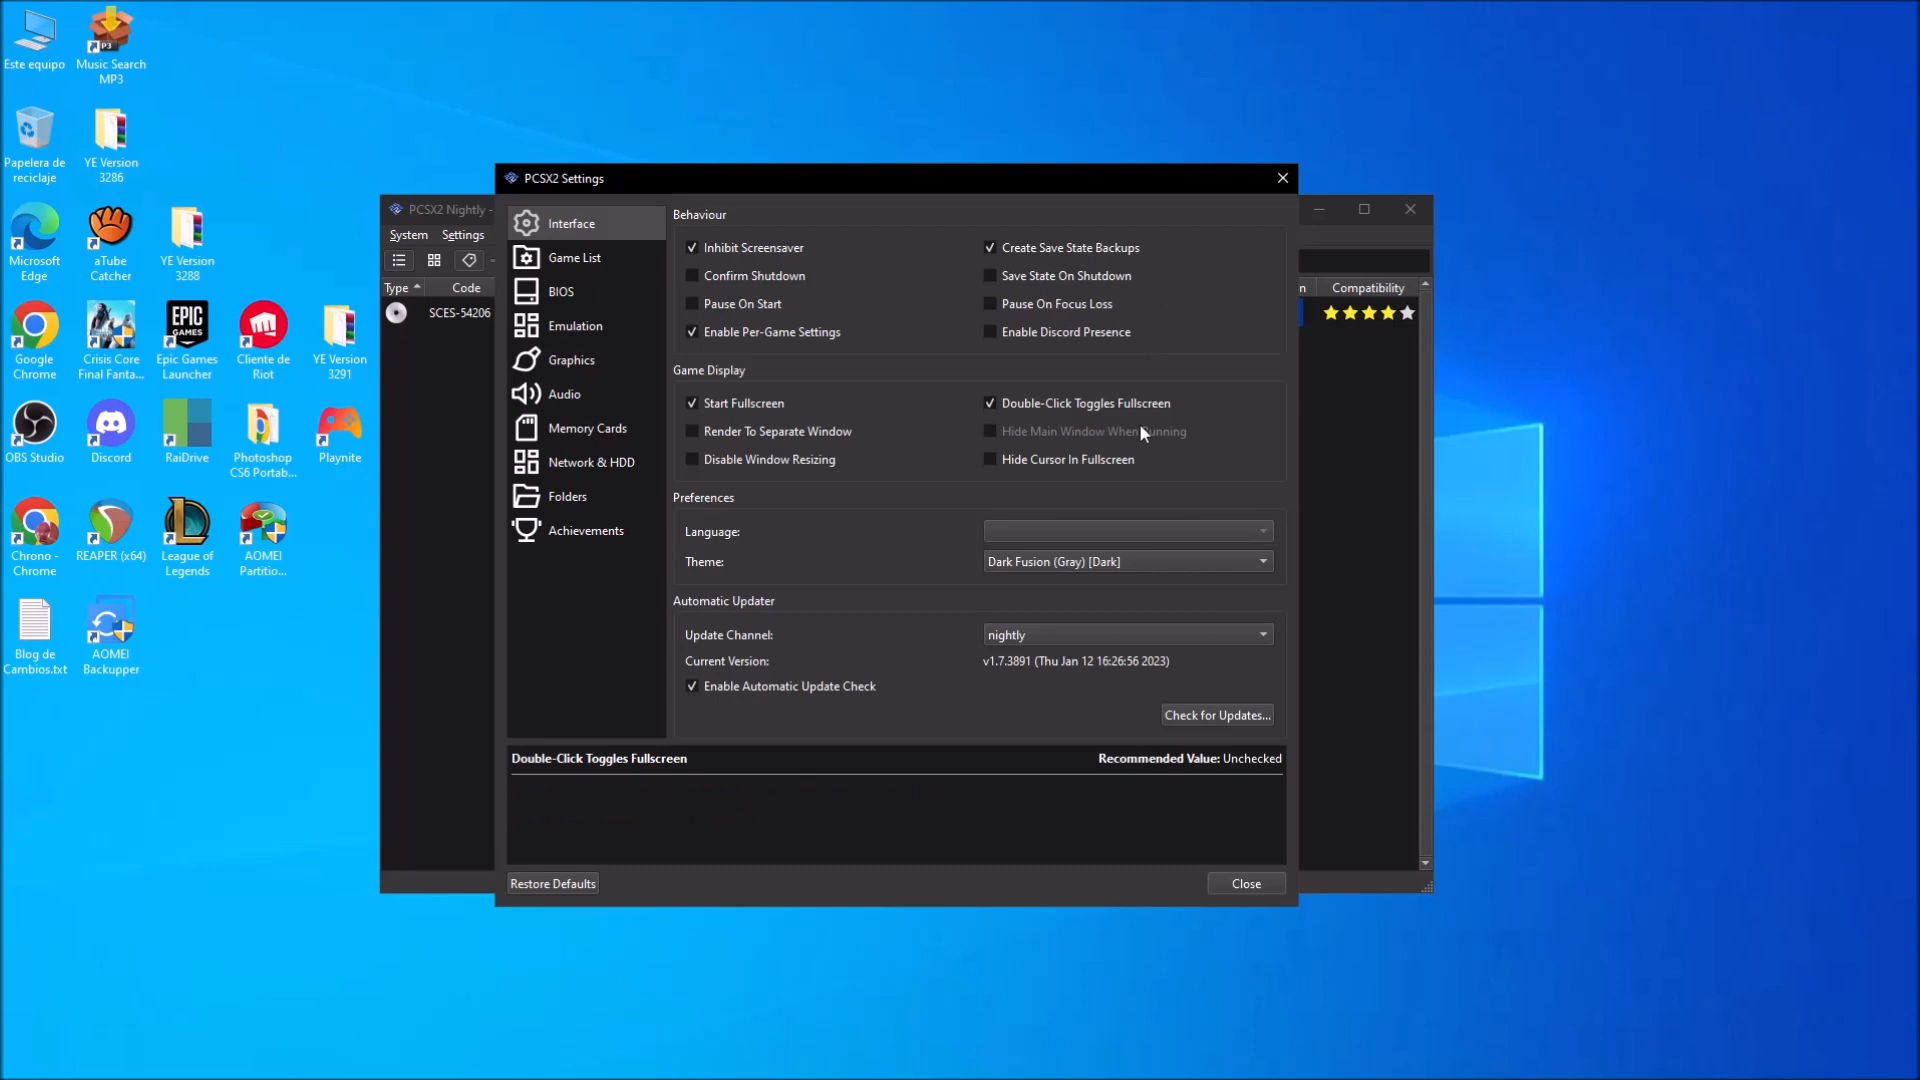 Este equipo
Music Search
MP3
Papelera de
reciclaje
YE Version
3286
Microsoft
Edge
aTube
Catcher
YE Version
3288
Google
Chrome
Crisis Core
Final Fanta...
EPIC
GAMES
Epic Games
Launcher
Cliente de
Riot
YE Version
3291
OBS Studio
Discord
RaiDrive
Photoshop
CS6 Portab...
Playnite
Chrono -
Chrome
REAPER (x64)
League of
Legends
AOMEI
Partitio...
Blog de
Cambios.txt
AOMEI
Backupper
PCSX2 Nightly -
System
Settings
Type
Code
SCES-54206
n
Compatibility
PCSX2 Settings
Interface
Game List
BIOS
Emulation
Graphics
Audio
Memory Cards
Network & HDD
Folders
Achievements
Behaviour
Inhibit Screensaver
Create Save State Backups
Confirm Shutdown
Save State On Shutdown
Pause On Start
Pause On Focus Loss
Enable Per-Game Settings
Enable Discord Presence
Game Display
Start Fullscreen
Double-Click Toggles Fullscreen
Render To Separate Window
Hide Main Window When Running
Disable Window Resizing
Hide Cursor In Fullscreen
Preferences
Language:
Theme:
Dark Fusion (Gray) [Dark]
Automatic Updater
Update Channel:
nightly
Current Version:
v1.7.3891 (Thu Jan 12 16:26:56 2023)
Enable Automatic Update Check
Check for Updates...
Double-Click Toggles Fullscreen
Recommended Value: Unchecked
Restore Defaults
Close